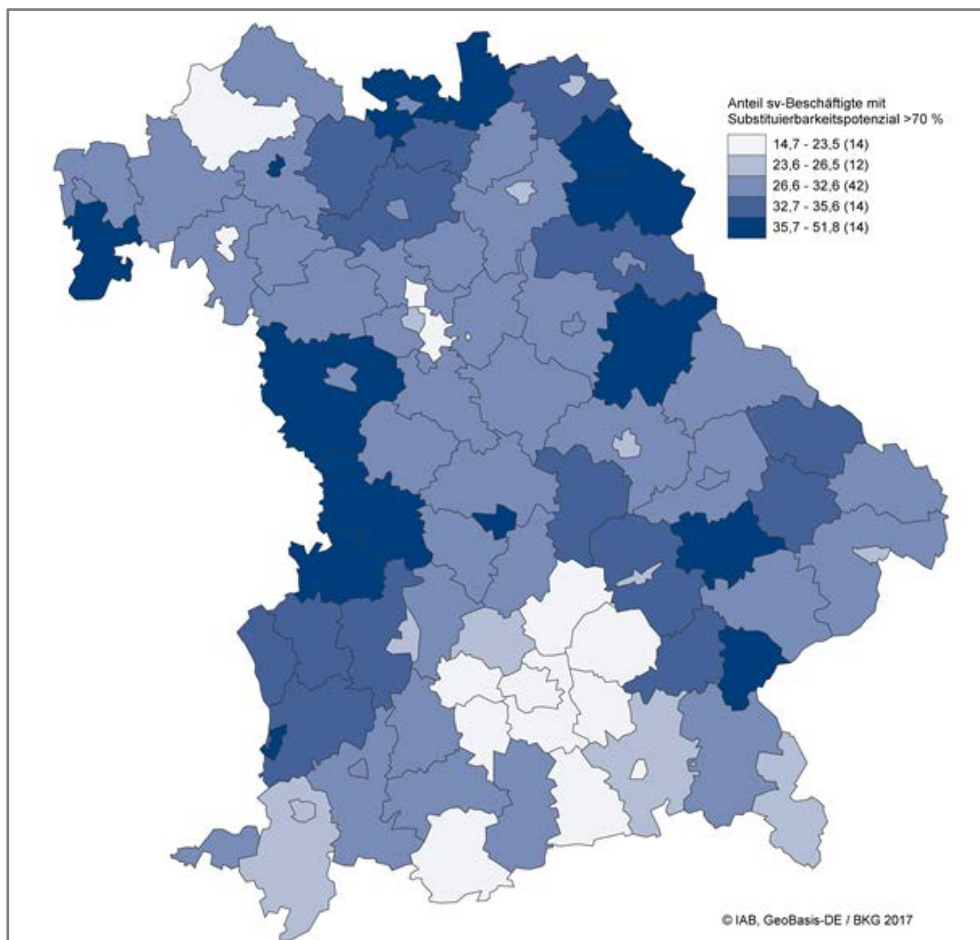 Anteil sv-Beschäftigte mit
Substituierbarkeitspotenzial >70 %
14,7 - 23,5 (14)
23,6 - 26,5 (12)
26,6 - 32,6 (42)
32,7 - 35,6 (14)
35,7 - 51,8 (14)
© IAB, GeoBasis-DE / BKG 2017